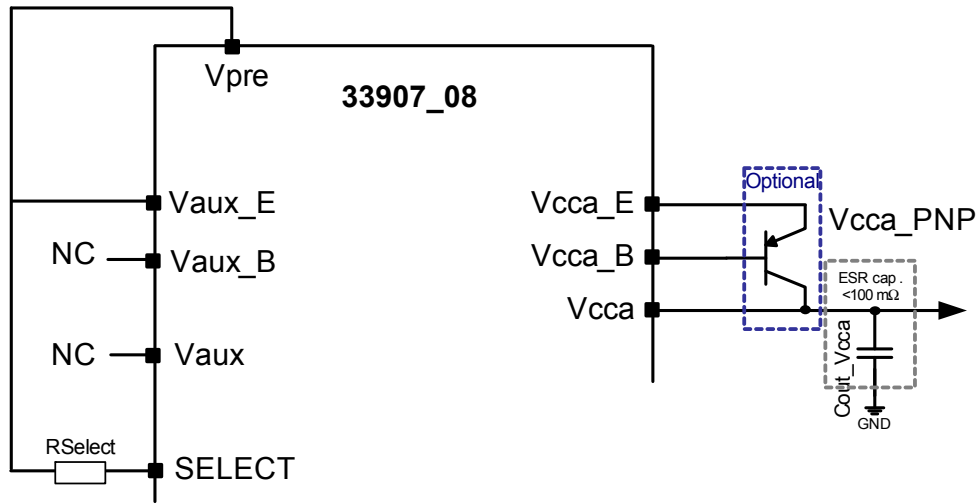 Vpre
33907_08
Optional
Vaux_E
Vcca_E
Vcca_PNP
NC
Vaux_B
Vcca_B
ESR cap .
<100 mΩ
Vcca
NC
Vaux
Cout_Vcca
GND
RSelect
SELECT